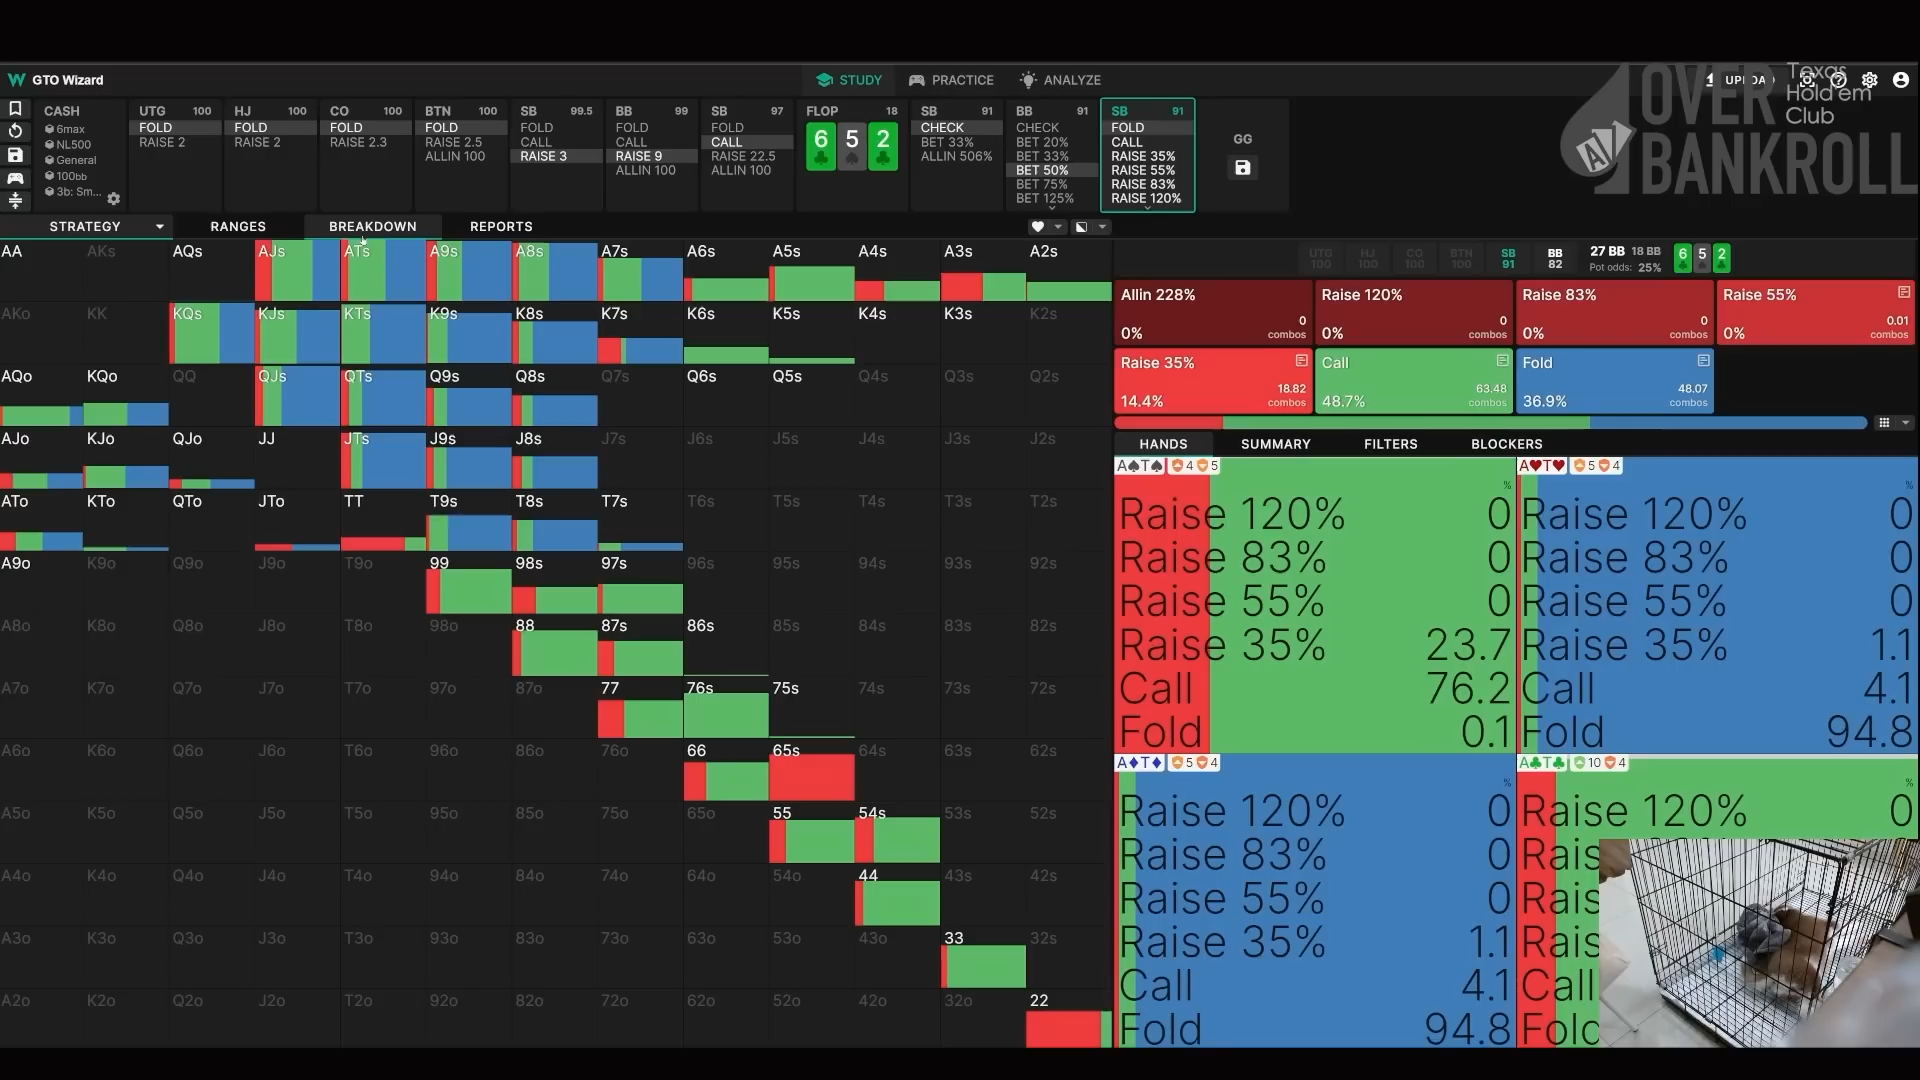 GTO Wizard
STUDY PRACTICE ANALYZE UPLOAD
OVER BANKROLL
Texas Hold'em Club
CASH
6max
NL500
General
100bb
3b: Sm...
UTG 100
FOLD
RAISE 2
HJ 100
FOLD
RAISE 2
CO 100
FOLD
RAISE 2.3
BTN 100
FOLD
RAISE 2.5
ALLIN 100
SB 99.5
FOLD
CALL
RAISE 3
BB 99
FOLD
CALL
RAISE 9
ALLIN 100
SB 97
FOLD
CALL
RAISE 22.5
ALLIN 100
FLOP 18
6♣ 5♠ 2♣
SB 91
CHECK
BET 33%
ALLIN 506%
BB 91
CHECK
BET 20%
BET 33%
BET 50%
BET 75%
BET 125%
SB 91
FOLD
CALL
RAISE 35%
RAISE 55%
RAISE 83%
RAISE 120%
GG
STRATEGY RANGES BREAKDOWN REPORTS
AA AKs AQs AJs ATs A9s A8s A7s A6s A5s A4s A3s A2s
AKo KK KQs KJs KTs K9s K8s K7s K6s K5s K4s K3s K2s
AQo KQo QQ QJs QTs Q9s Q8s Q7s Q6s Q5s Q4s Q3s Q2s
AJo KJo QJo JJ JTs J9s J8s J7s J6s J5s J4s J3s J2s
ATo KTo QTo JTo TT T9s T8s T7s T6s T5s T4s T3s T2s
A9o K9o Q9o J9o T9o 99 98s 97s 96s 95s 94s 93s 92s
A8o K8o Q8o J8o T8o 98o 88 87s 86s 85s 84s 83s 82s
A7o K7o Q7o J7o T7o 97o 87o 77 76s 75s 74s 73s 72s
A6o K6o Q6o J6o T6o 96o 86o 76o 66 65s 64s 63s 62s
A5o K5o Q5o J5o T5o 95o 85o 75o 65o 55 54s 53s 52s
A4o K4o Q4o J4o T4o 94o 84o 74o 64o 54o 44 43s 42s
A3o K3o Q3o J3o T3o 93o 83o 73o 63o 53o 43o 33 32s
A2o K2o Q2o J2o T2o 92o 82o 72o 62o 52o 42o 32o 22
UTG 100 HJ 100 CO 100 BTN 100 SB 91 BB 82
27 BB 18 BB
Pot odds: 25%
6♣ 5♠ 2♣
Allin 228%
0% 0 combos
Raise 120%
0% 0 combos
Raise 83%
0% 0 combos
Raise 55%
0% 0.01 combos
Raise 35%
14.4% 18.82 combos
Call
48.7% 63.48 combos
Fold
36.9% 48.07 combos
HANDS SUMMARY FILTERS BLOCKERS
A♠T♠ 4 5
%
Raise 120% 0
Raise 83% 0
Raise 55% 0
Raise 35% 23.7
Call 76.2
Fold 0.1
A♥T♥ 5 4
%
Raise 120% 0
Raise 83% 0
Raise 55% 0
Raise 35% 1.1
Call 4.1
Fold 94.8
A♦T♦ 5 4
%
Raise 120% 0
Raise 83% 0
Raise 55% 0
Raise 35% 1.1
Call 4.1
Fold 94.8
A♣T♣ 10 4
%
Raise 120% 0